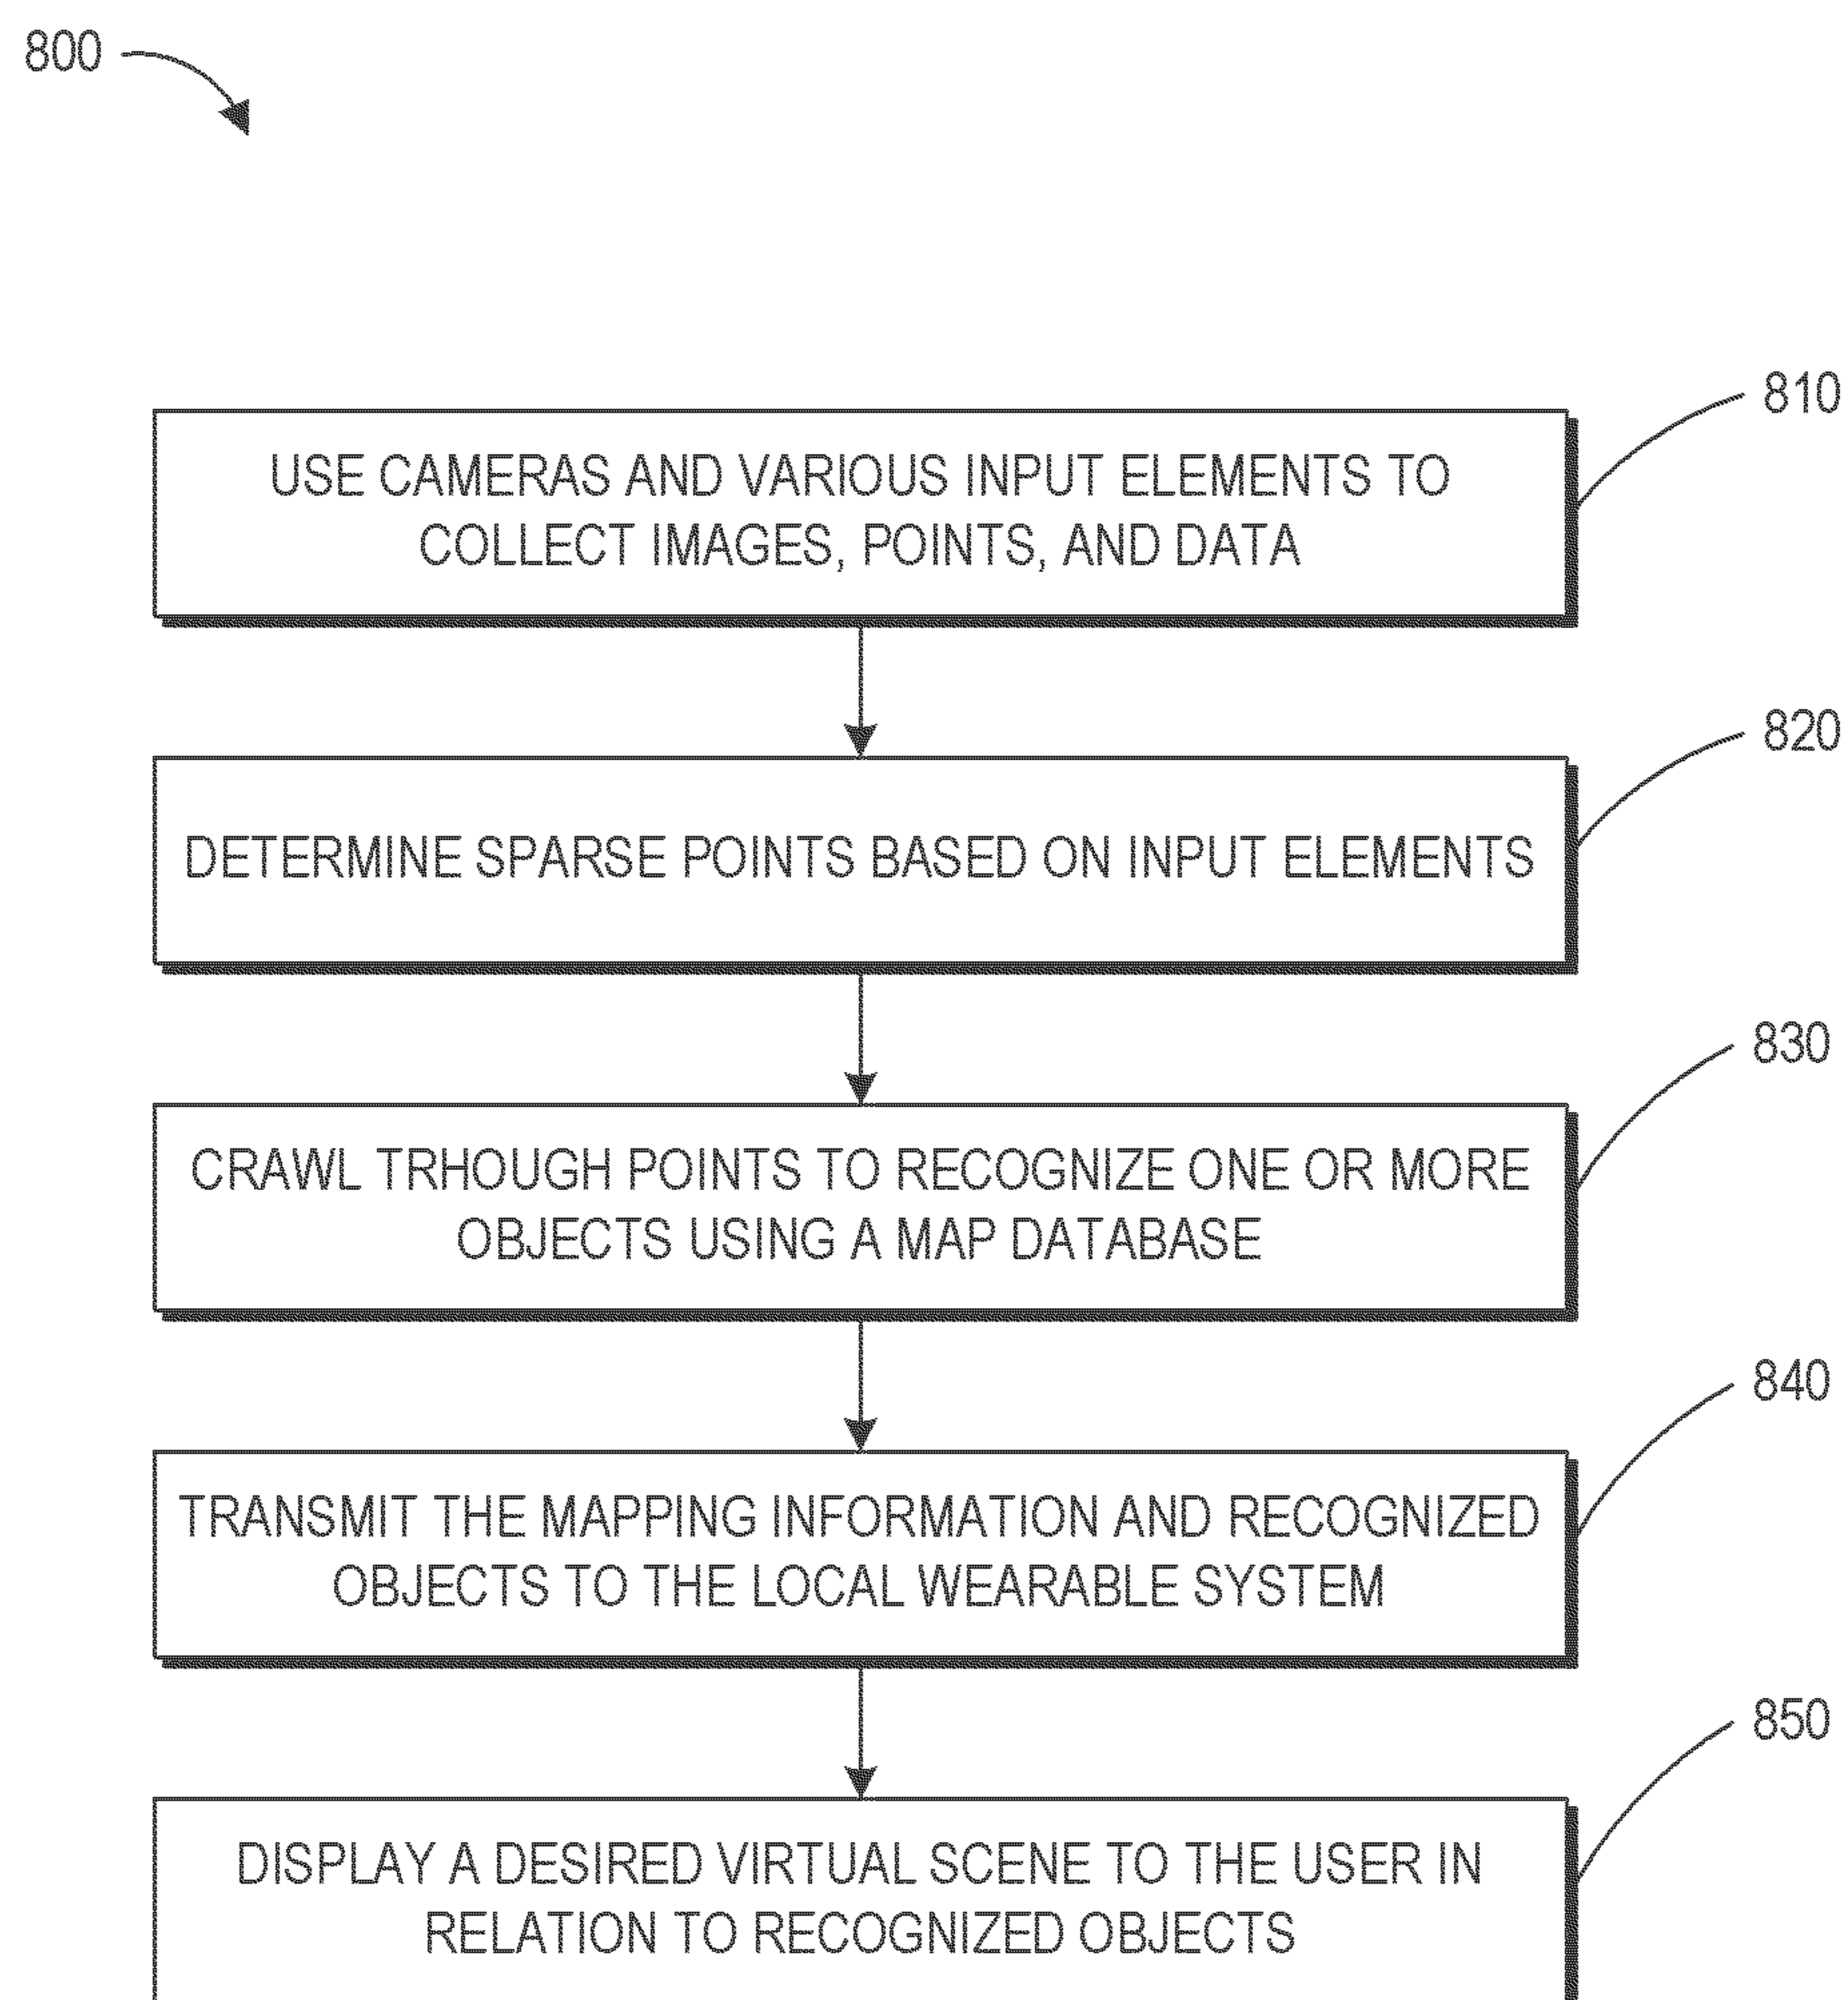 800
810
USE CAMERAS AND VARIOUS INPUT ELEMENTS TO
COLLECT IMAGES, POINTS, AND DATA
820
DETERMINE SPARSE POINTS BASED ON INPUT ELEMENTS
830
CRAWL TRHOUGH POINTS TO RECOGNIZE ONE OR MORE
OBJECTS USING A MAP DATABASE
840
TRANSMIT THE MAPPING INFORMATION AND RECOGNIZED
OBJECTS TO THE LOCAL WEARABLE SYSTEM
850
DISPLAY A DESIRED VIRTUAL SCENE TO THE USER IN
RELATION TO RECOGNIZED OBJECTS